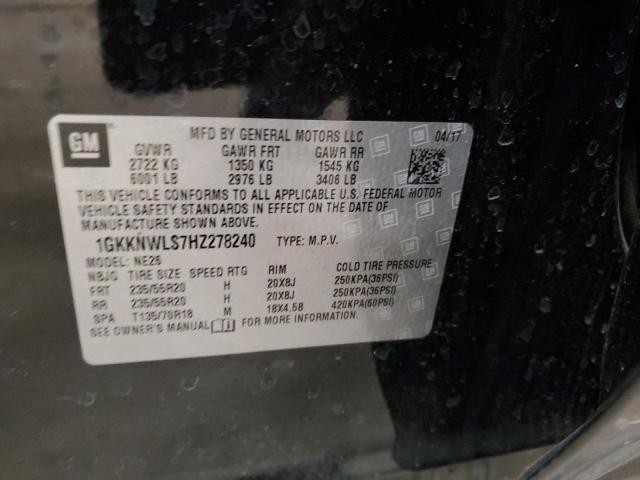 GM
MFD BY GENERAL MOTORS LLC 04/17
GVWR GAWR FRT GAWR RR
2722 KG 1350 KG 1545 KG
6001 LB 2976 LB 3406 LB
THIS VEHICLE CONFORMS TO ALL APPLICABLE U.S. FEDERAL MOTOR
VEHICLE SAFETY STANDARDS IN EFFECT ON THE DATE OF
MANUFACTURE SHOWN ABOVE.
1GKKNWLS7HZ278240 TYPE: M.P.V.
MODEL: NE26
NBJG TIRE SIZE SPEED RTG RIM COLD TIRE PRESSURE
FRT 235/55R20 H 20X8J 250KPA(36PSI)
RR 235/55R20 H 20X8J 250KPA(36PSI)
SPA T135/70R18 M 18X4.5B 420KPA(60PSI)
SEE OWNER'S MANUAL FOR MORE INFORMATION.